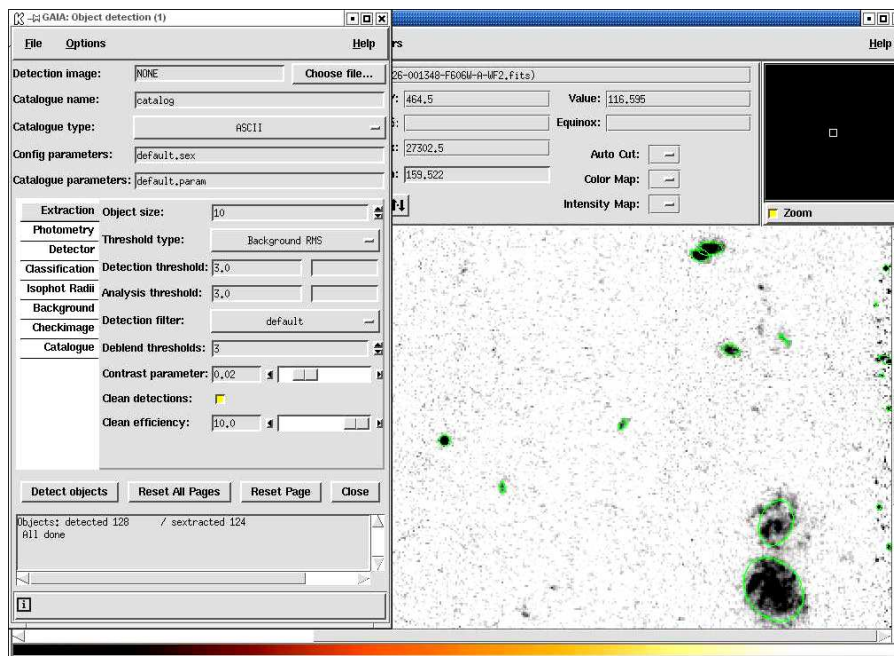 GAIA: Object detection (1)
File Options Help
Detection image: NONE Choose file...
Catalogue name: catalog
Catalogue type: ASCII
Config parameters: default.sex
Catalogue parameters: default.param
Extraction
Photometry
Detector
Classification
Isophot Radii
Background
Checkimage
Catalogue
Object size: 10
Threshold type: Background RMS
Detection threshold: 3.0
Analysis threshold: 3.0
Detection filter: default
Deblend thresholds: 3
Contrast parameter: 0.02
Clean detections:
Clean efficiency: 10.0
Detect objects Reset All Pages Reset Page Close
Objects: detected 128 / sextracted 124
All done
rs Help
26-001348-F606W-A-WF2.fits)
Y: 464.5 Value: 116.595
Equinox:
27302.5 Auto Cut:
159.522 Color Map:
Intensity Map:
Zoom